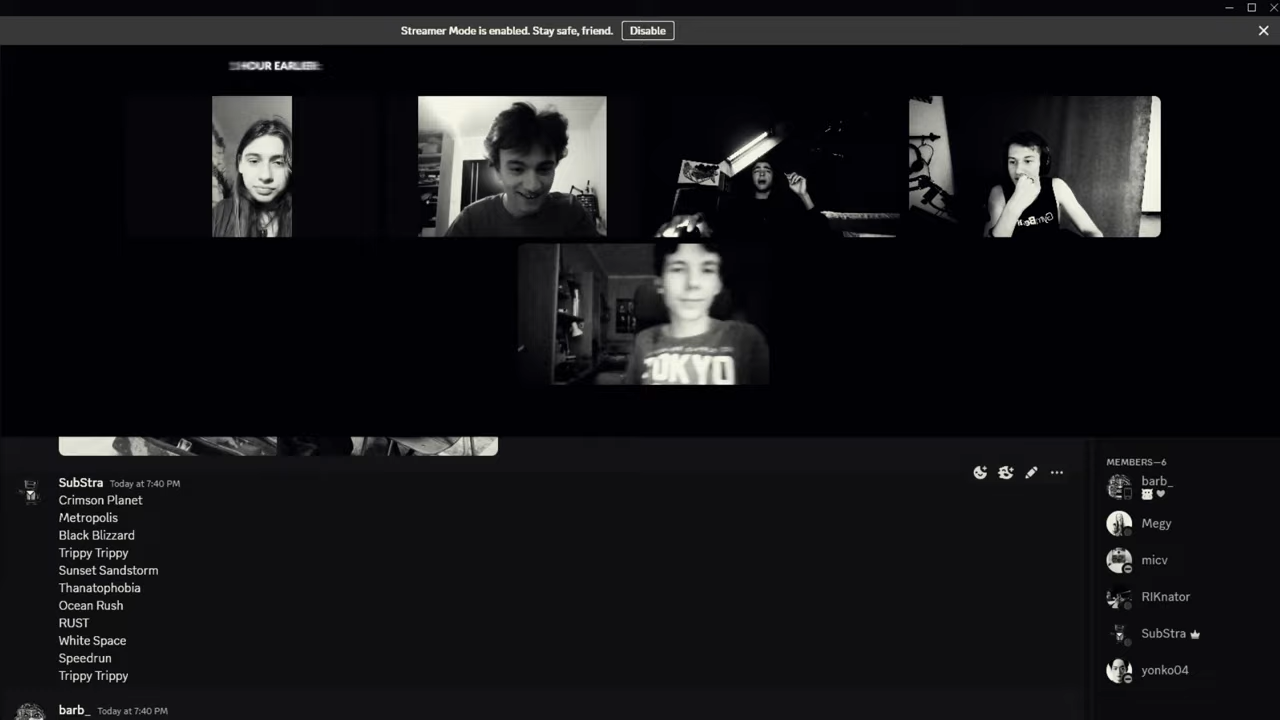 Streamer Mode is enabled. Stay safe, friend. Disable
HOUR EARLIER
TOKYO
MEMBERS—6
SubStra Today at 7:40 PM
Crimson Planet
Metropolis
Black Blizzard
Trippy Trippy
Sunset Sandstorm
Thanatophobia
Ocean Rush
RUST
White Space
Speedrun
Trippy Trippy
barb_ Today at 7:40 PM
barb_
Megy
micv
RIKnator
SubStra
yonko04